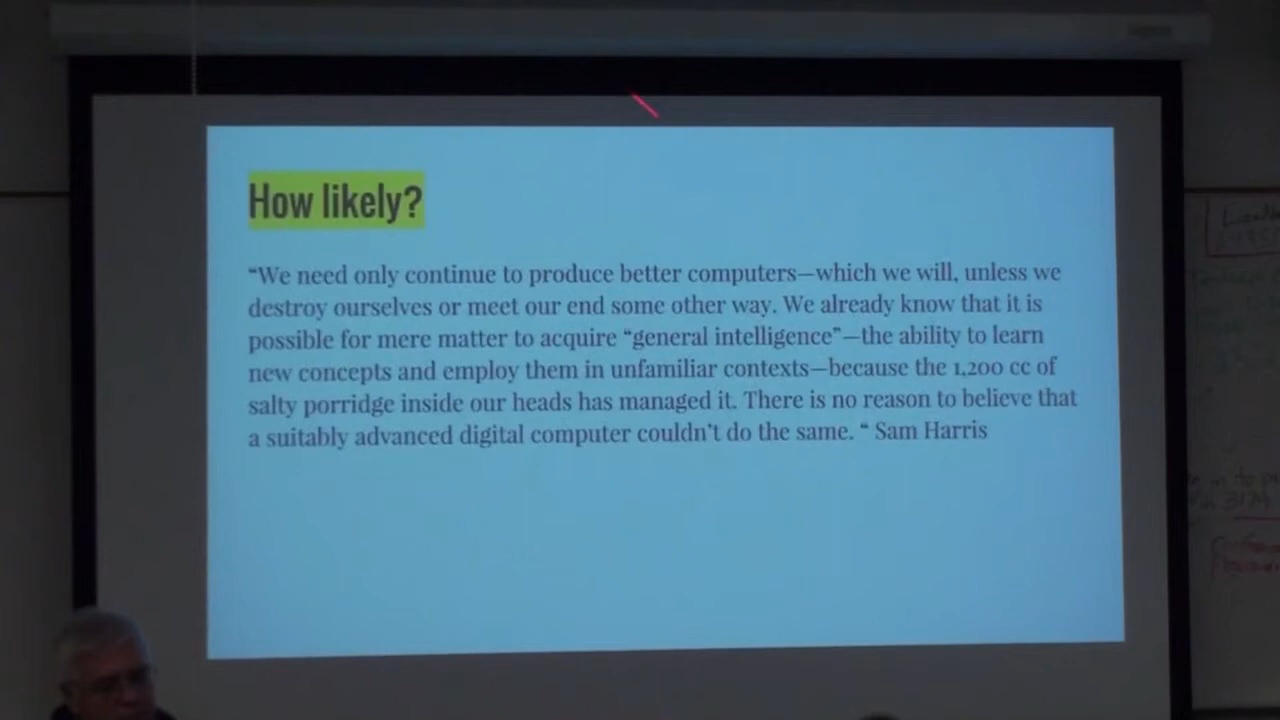 How likely?
“We need only continue to produce better computers—which we will, unless we
destroy ourselves or meet our end some other way. We already know that it is
possible for mere matter to acquire “general intelligence”—the ability to learn
new concepts and employ them in unfamiliar contexts—because the 1,200 cc of
salty porridge inside our heads has managed it. There is no reason to believe that
a suitably advanced digital computer couldn’t do the same. “ Sam Harris